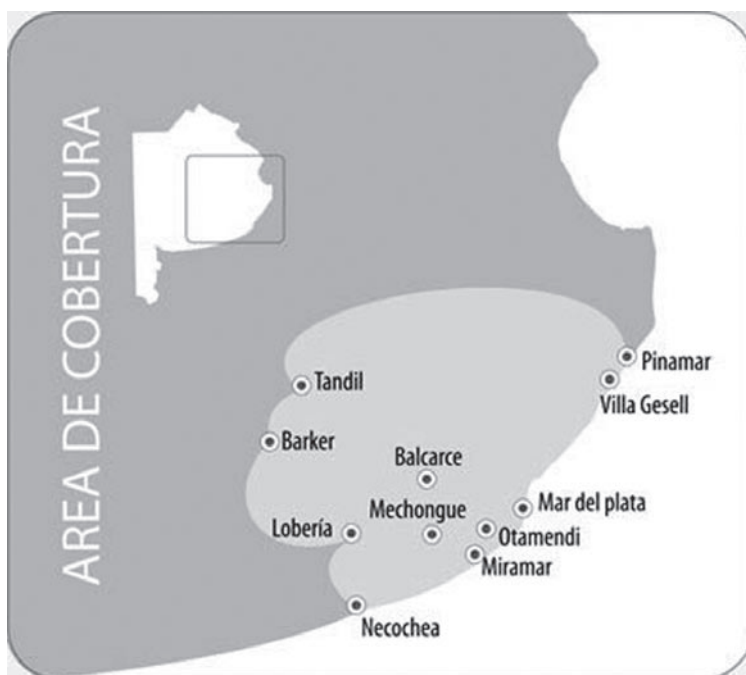 AREA DE COBERTURA
Pinamar
Tandil
Villa Gesell
Barker
Balcarce
Mar del plata
Mechongue
Lobería
Otamendi
Miramar
Necochea